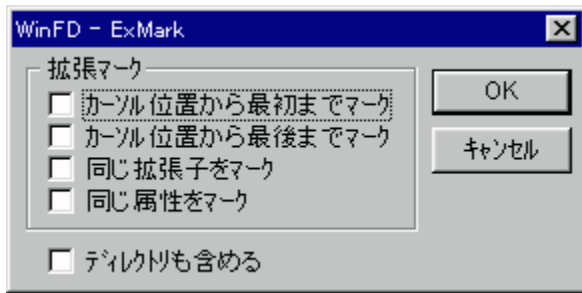 WinFD - ExMark
拡張マーク
カーソル位置から最初までマーク
カーソル位置から最後までマーク
同じ拡張子をマーク
同じ属性をマーク
ディレクトリも含める
OK
キャンセル